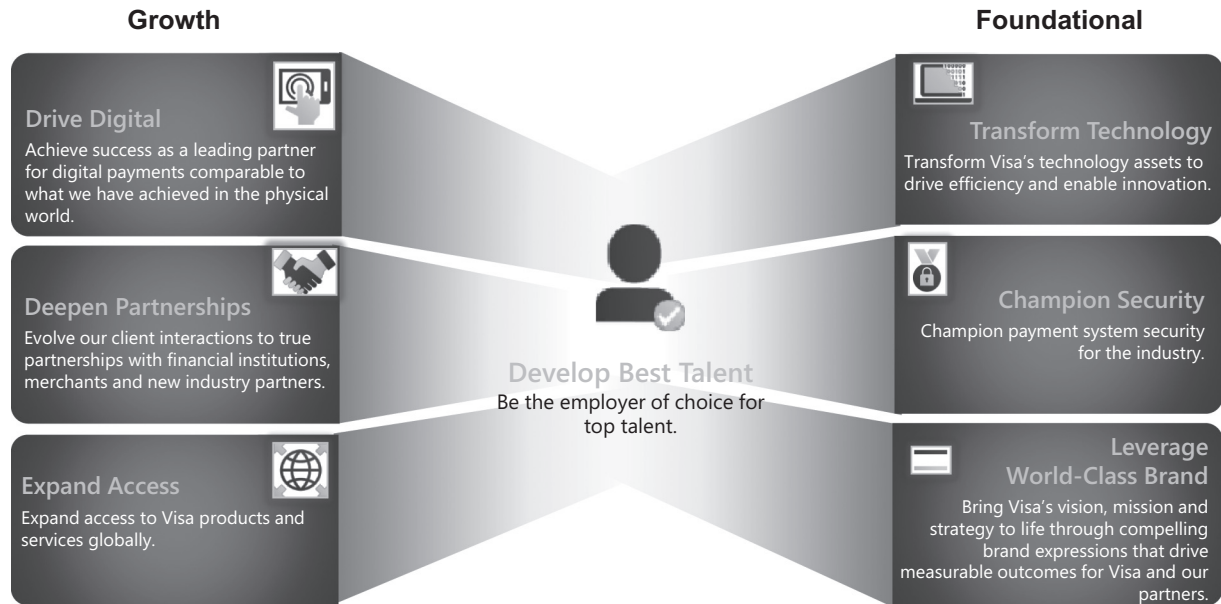 Growth
Drive Digital
Achieve success as a leading partner
for digital payments comparable to
what we have achieved in the physical
world.
Deepen Partnerships
Evolve our client interactions to true
partnerships with financial institutions,
merchants and new industry partners.
Expand Access
Expand access to Visa products and
services globally.
Develop Best Talent
Be the employer of choice for
top talent.
Foundational
Transform Technology
Transform Visa’s technology assets to
drive efficiency and enable innovation.
Champion Security
Champion payment system security
for the industry.
Leverage
World-Class Brand
Bring Visa’s vision, mission and
strategy to life through compelling
brand expressions that drive
measurable outcomes for Visa and our
partners.